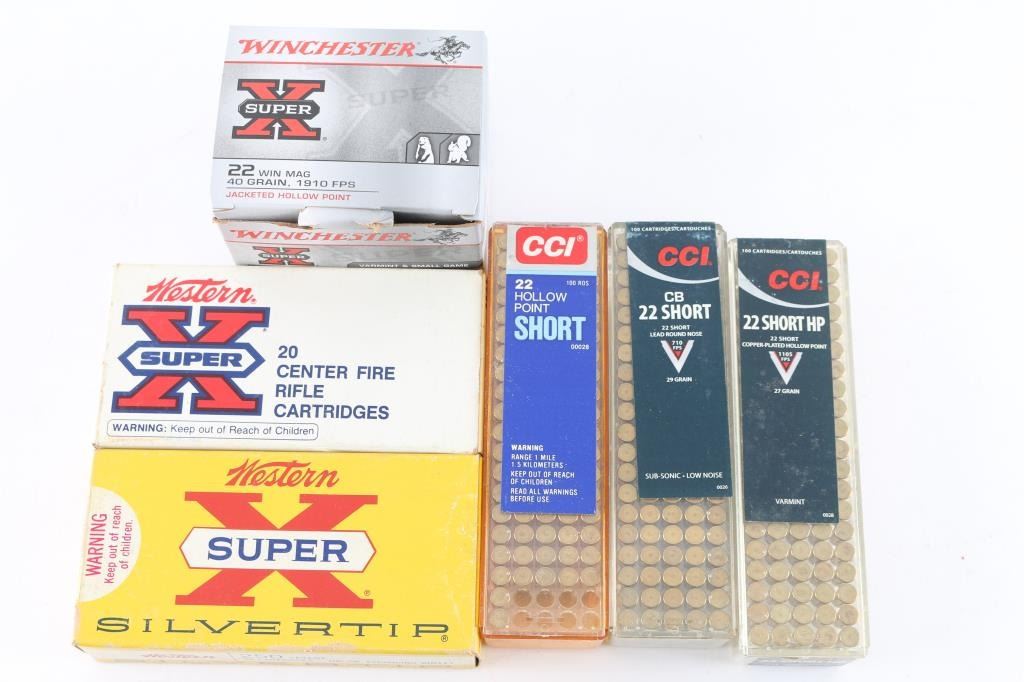 WINCHESTER
SUPER
X
SUPER
22 WIN MAG
40 GRAIN, 1910 FPS
JACKETED HOLLOW POINT
WINCHESTER
SUPER
VARMINT & SMALL GAME
Western
X
SUPER
20
CENTER FIRE
RIFLE
CARTRIDGES
WARNING: Keep out of Reach of Children
Western
X
SUPER
WARNING
Keep out of reach
of children.
SILVERTIP
Western
CCI
22
100 RDS
HOLLOW
POINT
SHORT
00028
WARNING
RANGE 1 MILE
1.5 KILOMETERS
KEEP OUT OF REACH
OF CHILDREN
READ ALL WARNINGS
BEFORE USE
100 CARTRIDGES/CARTOUCHES
CCI
CB
22 SHORT
22 SHORT
LEAD ROUND NOSE
710
FPS
29 GRAIN
SUB-SONIC • LOW NOISE
0026
100 CARTRIDGES/CARTOUCHES
CCI
22 SHORT HP
22 SHORT
COPPER-PLATED HOLLOW POINT
1105
FPS
27 GRAIN
VARMINT
0028